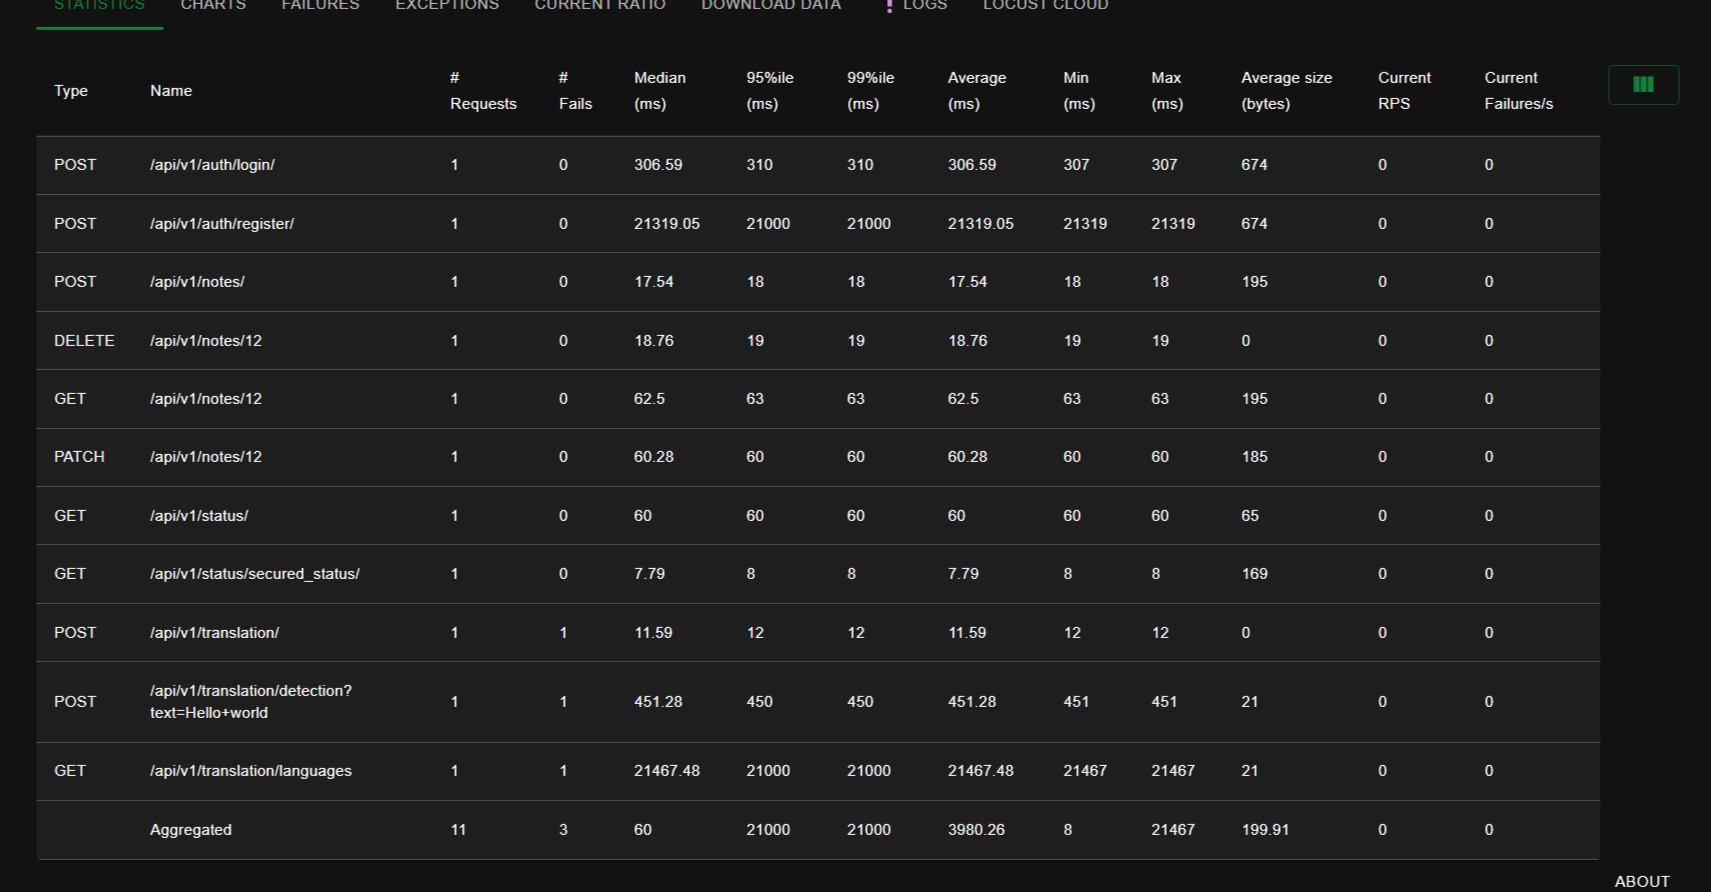 STATISTICS CHARTS FAILURES EXCEPTIONS CURRENT RATIO DOWNLOAD DATA LOGS LOCUST CLOUD
Type Name # Requests # Fails Median (ms) 95%ile (ms) 99%ile (ms) Average (ms) Min (ms) Max (ms) Average size (bytes) Current RPS Current Failures/s
POST /api/v1/auth/login/ 1 0 306.59 310 310 306.59 307 307 674 0 0
POST /api/v1/auth/register/ 1 0 21319.05 21000 21000 21319.05 21319 21319 674 0 0
POST /api/v1/notes/ 1 0 17.54 18 18 17.54 18 18 195 0 0
DELETE /api/v1/notes/12 1 0 18.76 19 19 18.76 19 19 0 0 0
GET /api/v1/notes/12 1 0 62.5 63 63 62.5 63 63 195 0 0
PATCH /api/v1/notes/12 1 0 60.28 60 60 60.28 60 60 185 0 0
GET /api/v1/status/ 1 0 60 60 60 60 60 60 65 0 0
GET /api/v1/status/secured_status/ 1 0 7.79 8 8 7.79 8 8 169 0 0
POST /api/v1/translation/ 1 1 11.59 12 12 11.59 12 12 0 0 0
POST /api/v1/translation/detection?text=Hello+world 1 1 451.28 450 450 451.28 451 451 21 0 0
GET /api/v1/translation/languages 1 1 21467.48 21000 21000 21467.48 21467 21467 21 0 0
Aggregated 11 3 60 21000 21000 3980.26 8 21467 199.91 0 0
ABOUT